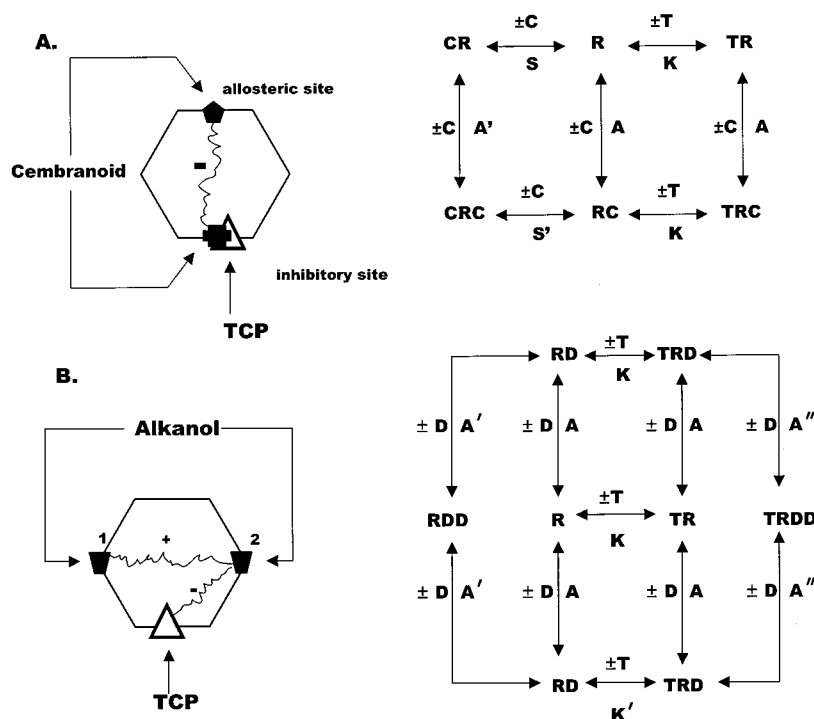 A.
allosteric site
Cembranoid
-
inhibitory site
TCP
±C ±T
CR R TR
S K
±C A' ±C A ±C A
±C ±T
CRC RC TRC
S' K
B.
Alkanol
1 + 2
-
TCP
±T
RD TRD
K
± D A′ ± D A ± D A ± D A″
±T
RDD R TR TRDD
K
± D A′ ± D A ± D A ± D A″
±T
RD TRD
K′